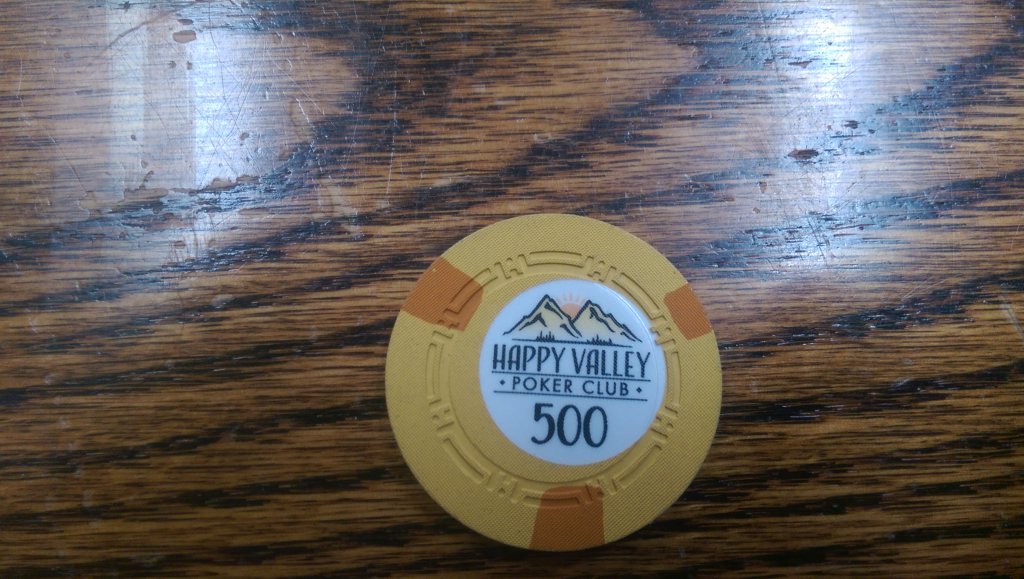 HAPPY VALLEY
• POKER CLUB •
500